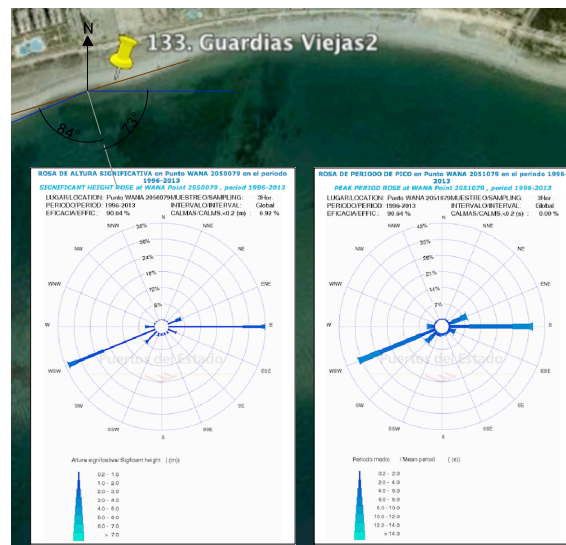 N
133. Guardias Viejas2
84°
73°
ROSA DE ALTURA SIGNIFICATIVA en Punto WANA 2050079 en el periodo
1996-2013
SIGNIFICANT HEIGHT ROSE at WANA Point 2050079 , period 1996-2013
LUGAR/LOCATION: Punto WANA 2050079 MUESTREO/SAMPLING: 3Hor.
PERIODO/PERIOD: 1996-2013 INTERVALO/INTERVAL: Global
EFICACIA/EFFIC.: 90.64 % CALMAS/CALMS,<0.2 (m) : 6.92 %
N
NNW
NNE
NW
NE
WNW
ENE
W
E
WSW
ESE
SW
SE
SSW
SSE
S
30%
24%
18%
12%
6%
Puertos del Estado
Altura significativa/ Sigficant height ( (m))
0.2 - 1.0
1.0 - 2.0
2.0 - 3.0
3.0 - 4.0
4.0 - 5.0
5.0 - 6.0
6.0 - 7.0
> 7.0
ROSA DE PERIODO DE PICO en Punto WANA 2051079 en el periodo 1996-
2013
PEAK PERIOD ROSE at WANA Point 2051079 , period 1996-2013
LUGAR/LOCATION: Punto WANA 2051079 MUESTREO/SAMPLING: 3Hor.
PERIODO/PERIOD: 1996-2013 INTERVALO/INTERVAL: Global
EFICACIA/EFFIC.: 90.64 % CALMAS/CALMS,<0.2 (s) : 0.09 %
N
NNW
NNE
NW
NE
WNW
ENE
W
E
WSW
ESE
SW
SE
SSW
SSE
S
35%
21%
14%
7%
Puertos del Estado
Periodo medio / Mean period ( (s))
0.2 - 2.0
2.0 - 4.0
4.0 - 6.0
6.0 - 8.0
8.0 - 10.0
10.0 - 12.0
12.0 - 14.0
> 14.0